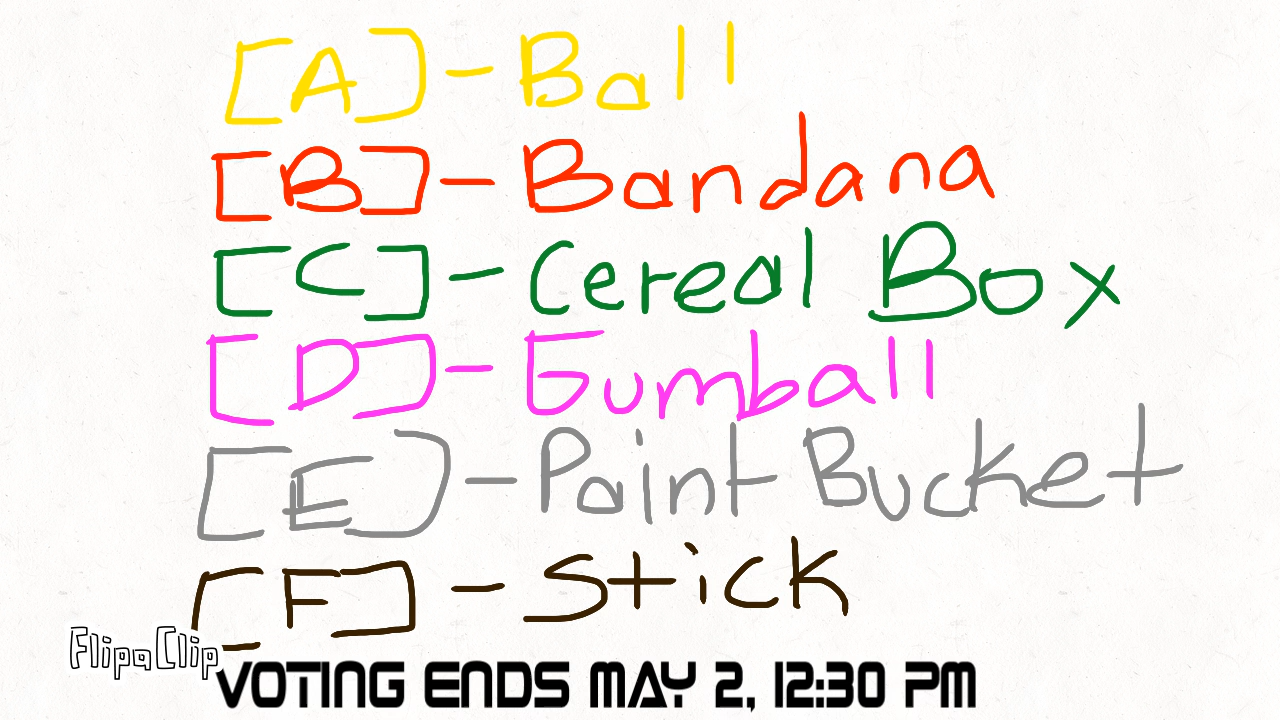 [A]-Ball
[B]-Bandana
[C]-Cereal Box
[D]-Gumball
[E]-Paint Bucket
[F]-Stick
FlipaClip
VOTING ENDS MAY 2, 12:30 PM